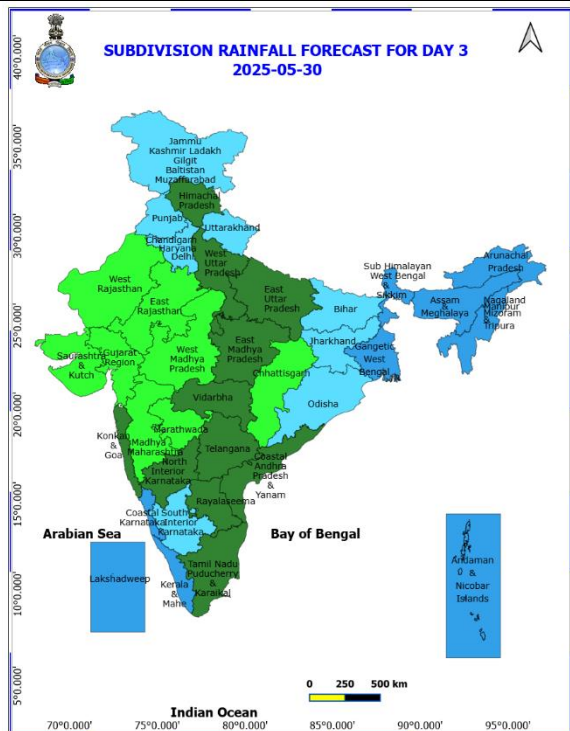 SUBDIVISION RAINFALL FORECAST FOR DAY 3
2025-05-30
40°0.000'
35°0.000'
30°0.000'
25°0.000'
20°0.000'
15°0.000'
10°0.000'
5°0.000'
Jammu
Kashmir Ladakh
Gilgit
Baltistan
Muzaffarabad
Himachal
Pradesh
Punjab
Uttarakhand
Chandigarh
Haryana
Delhi
West
Uttar
Pradesh
Arunachal
Pradesh
Sub Himalayan
West Bengal
&
Sikkim
West
Rajasthan
East
Rajasthan
East
Uttar
Pradesh
Assam
&
Meghalaya
Nagaland
Manipur
Mizoram
&
Tripura
Bihar
Saurashtra
&
Kutch
Gujarat
Region
West
Madhya
Pradesh
East
Madhya
Pradesh
Jharkhand
Gangetic
West
Bengal
Chhattisgarh
Odisha
Vidarbha
Konkan
&
Goa
Madhya
Maharashtra
Marathwada
Telangana
North
Interior
Karnataka
Coastal
Andhra
Pradesh
&
Yanam
Rayalaseema
Coastal
Karnataka
South
Interior
Karnataka
Arabian Sea
Bay of Bengal
Lakshadweep
Kerala
&
Mahe
Tamil Nadu
Puducherry
&
Karaikal
Andaman
&
Nicobar
Islands
0 250 500 km
Indian Ocean
70°0.000' 75°0.000' 80°0.000' 85°0.000' 90°0.000' 95°0.000'